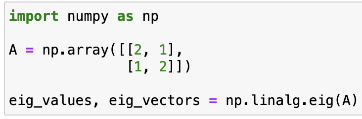 import numpy as np
A = np.array([[2, 1],
              [1, 2]])
eig_values, eig_vectors = np.linalg.eig(A)